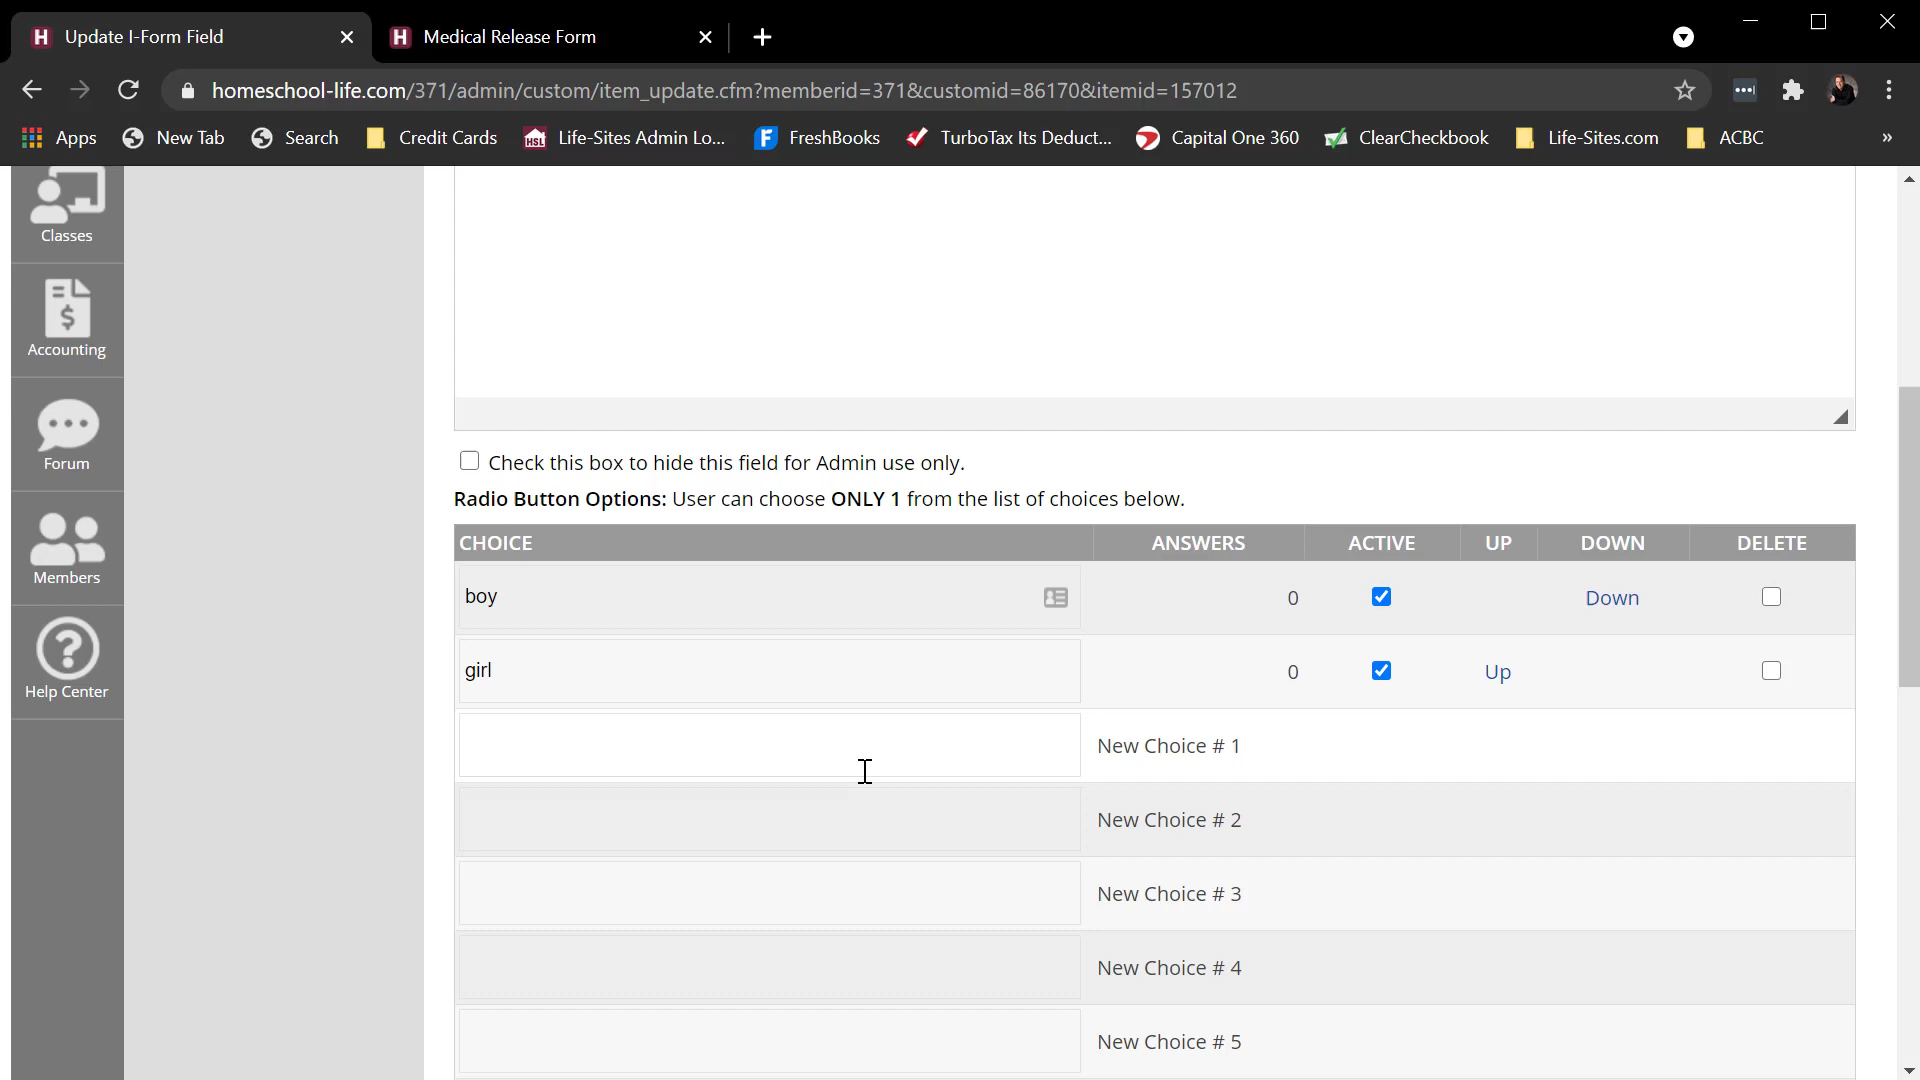 Update I-Form Field
Medical Release Form
homeschool-life.com/371/admin/custom/item_update.cfm?memberid=371&customid=86170&itemid=157012
Apps New Tab Search Credit Cards HSL Life-Sites Admin Lo... FreshBooks TurboTax Its Deduct... Capital One 360 ClearCheckbook Life-Sites.com ACBC »
Classes
Accounting
Forum
Members
Help Center
Check this box to hide this field for Admin use only.
Radio Button Options: User can choose ONLY 1 from the list of choices below.
CHOICE ANSWERS ACTIVE UP DOWN DELETE
boy 0 Down
girl 0 Up
New Choice # 1
New Choice # 2
New Choice # 3
New Choice # 4
New Choice # 5